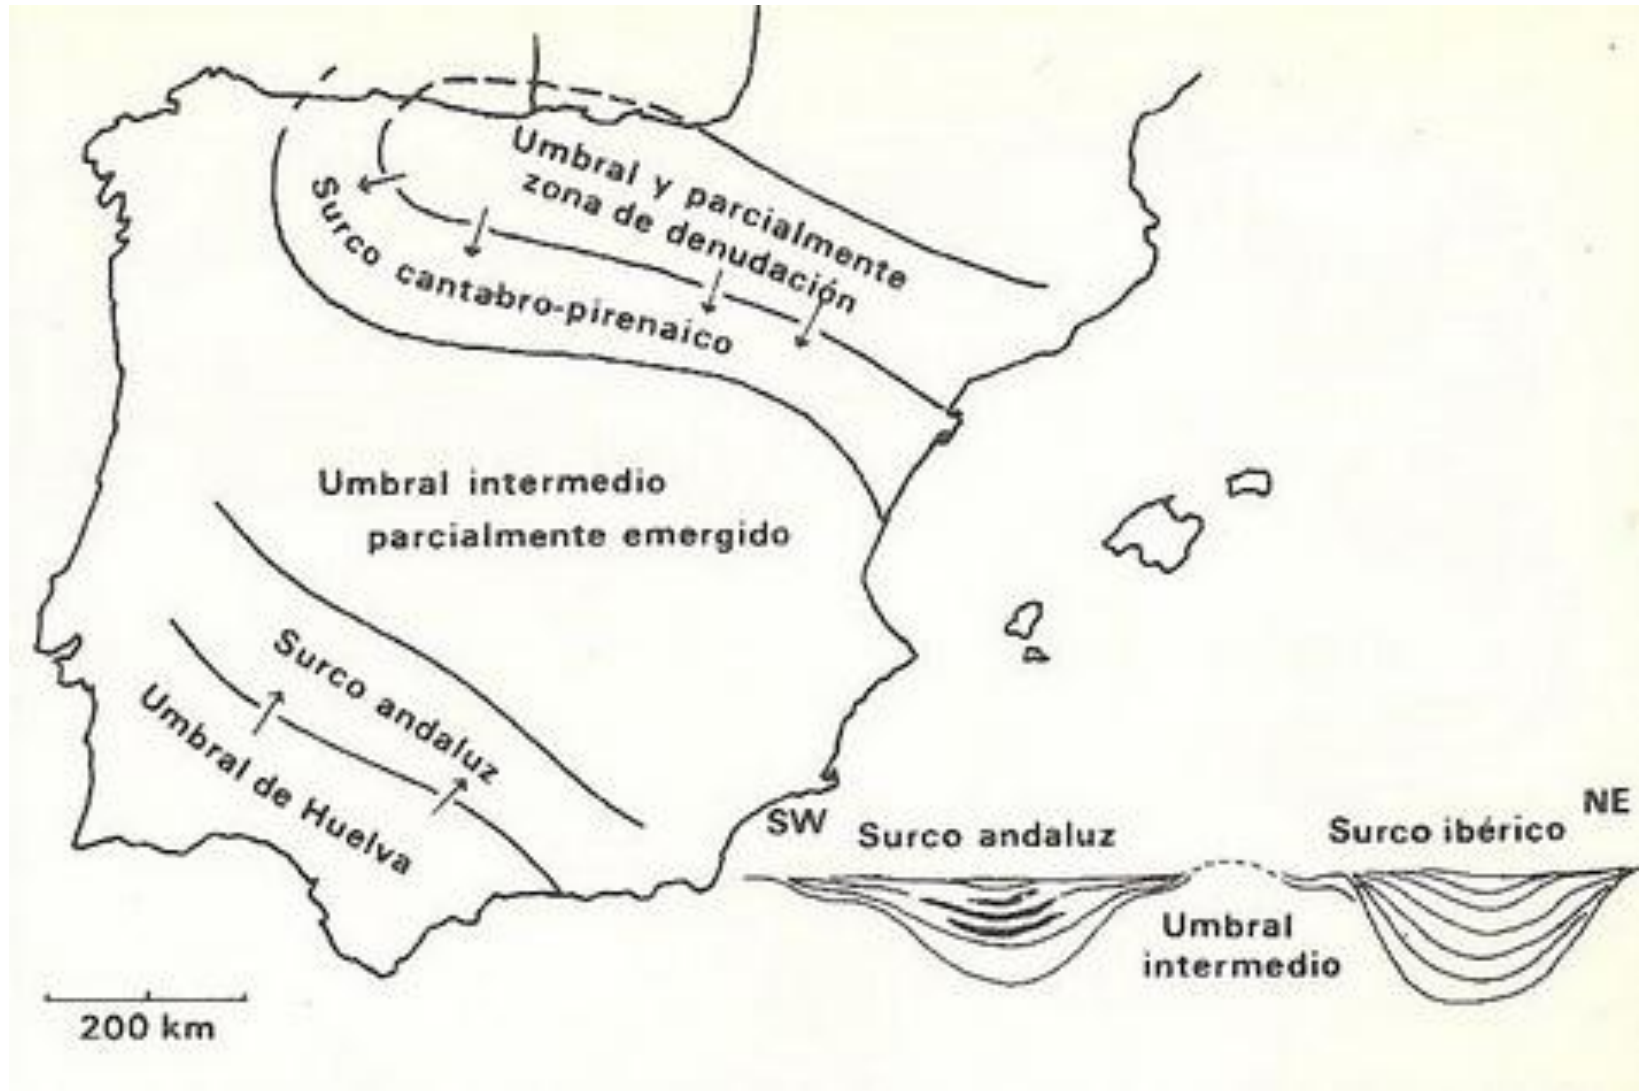 Umbral y parcialmente
zona de denudación
Surco cantabro-pirenaico
Umbral intermedio
parcialmente emergido
Surco andaluz
Umbral de Huelva
SW
NE
Surco andaluz
Surco ibérico
Umbral
intermedio
200 km